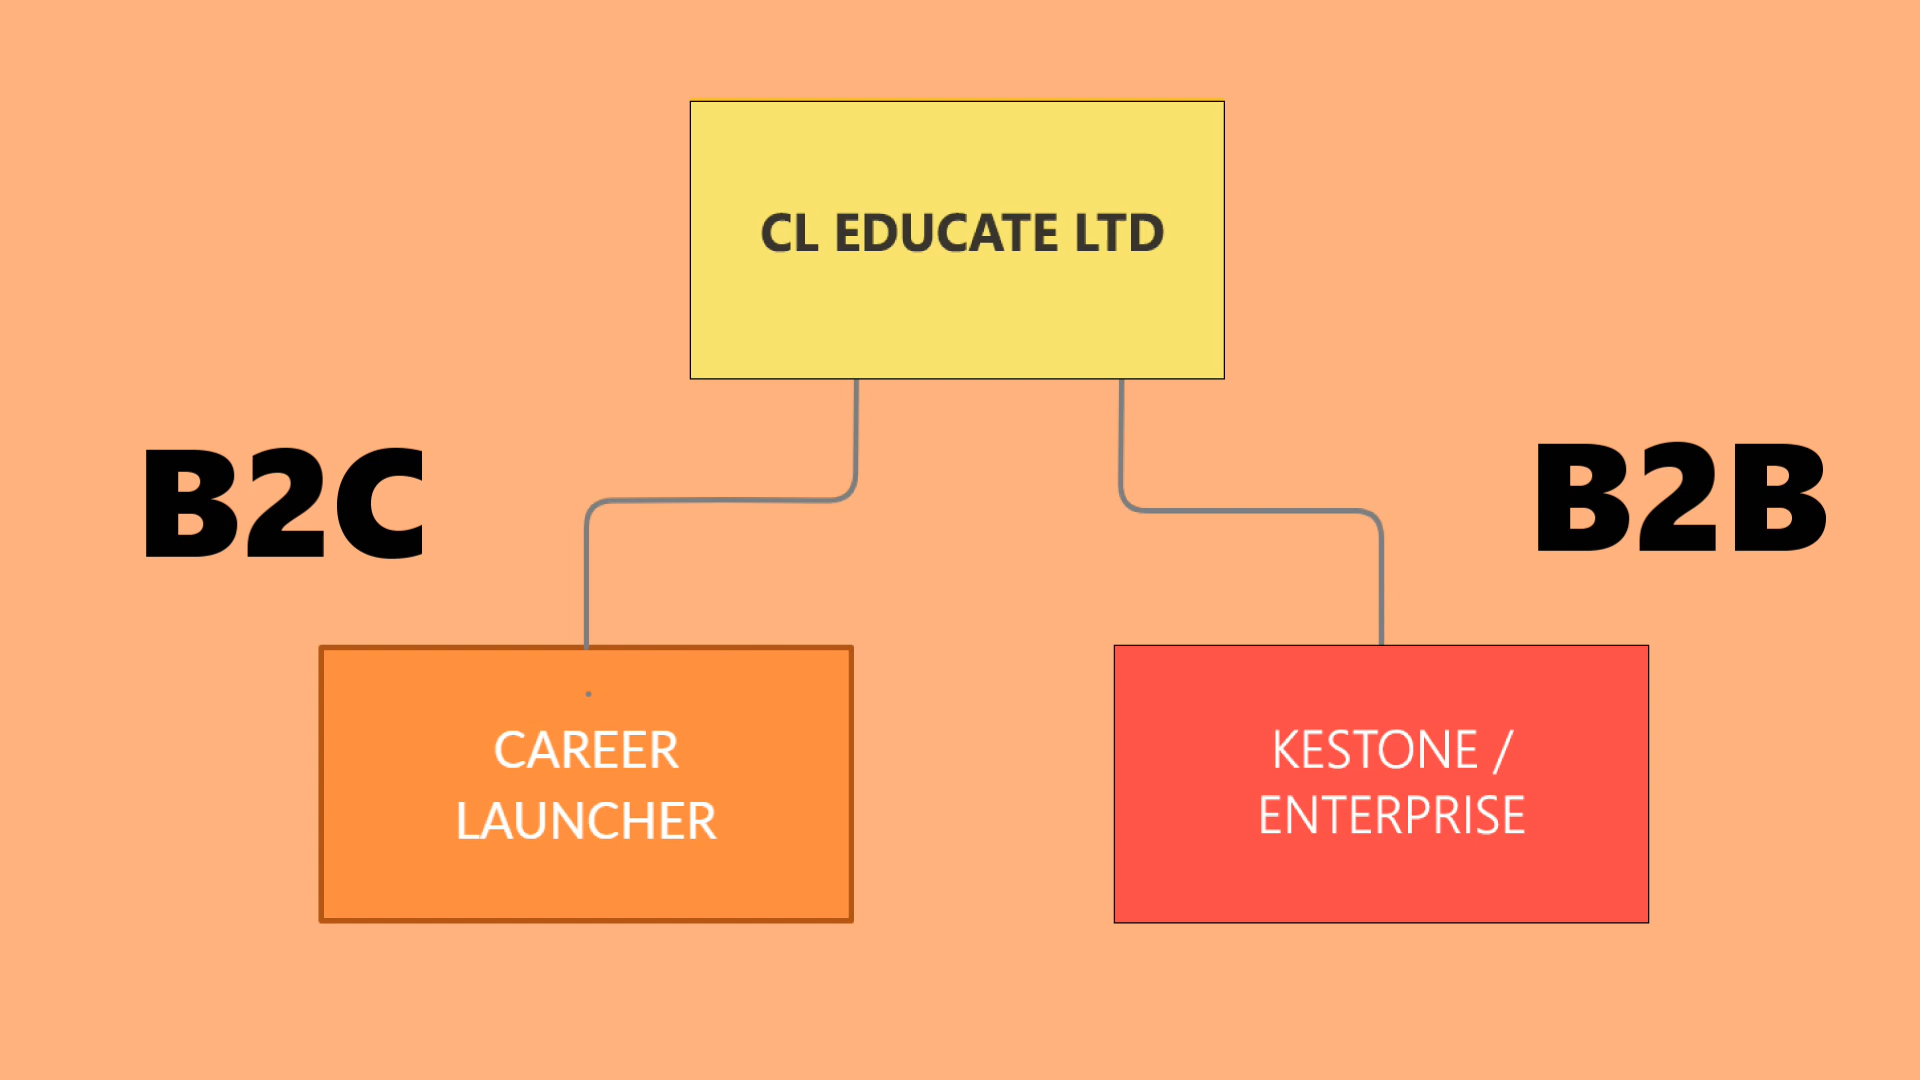 CL EDUCATE LTD
B2C
B2B
CAREER
LAUNCHER
KESTONE /
ENTERPRISE